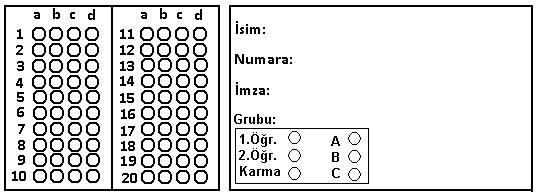 a b c d
1
2
3
4
5
6
7
8
9
10
a b c d
11
12
13
14
15
16
17
18
19
20
İsim:
Numara:
İmza:
Grubu:
1.Öğr. A
2.Öğr. B
Karma C